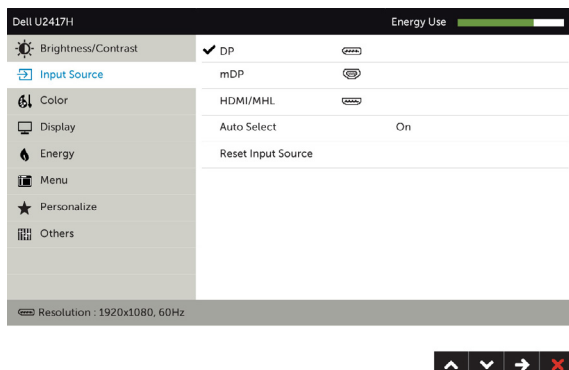 Dell U2417H
Energy Use
Brightness/Contrast
Input Source
Color
Display
Energy
Menu
Personalize
Others
DP
mDP
HDMI/MHL
Auto Select On
Reset Input Source
Resolution : 1920x1080, 60Hz